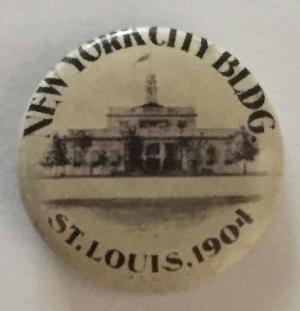 NEW YORK CITY BLDG.
ST. LOUIS. 1904